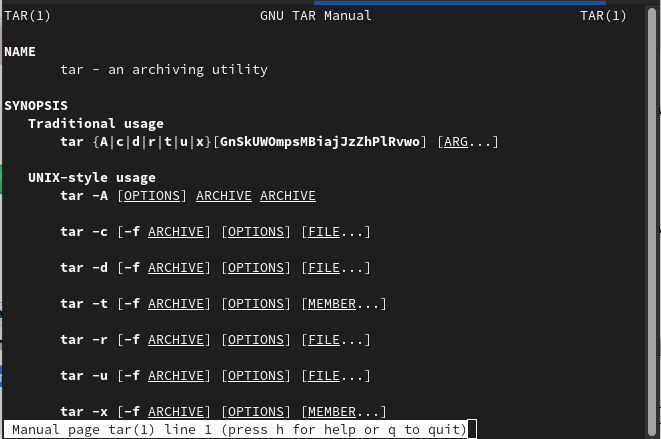 TAR(1) GNU TAR Manual TAR(1)
NAME
tar - an archiving utility
SYNOPSIS
Traditional usage
tar {A|c|d|r|t|u|x}[GnSkUWOmpsMBiajJzZhPlRvwo] [ARG...]
UNIX-style usage
tar -A [OPTIONS] ARCHIVE ARCHIVE
tar -c [-f ARCHIVE] [OPTIONS] [FILE...]
tar -d [-f ARCHIVE] [OPTIONS] [FILE...]
tar -t [-f ARCHIVE] [OPTIONS] [MEMBER...]
tar -r [-f ARCHIVE] [OPTIONS] [FILE...]
tar -u [-f ARCHIVE] [OPTIONS] [FILE...]
tar -x [-f ARCHIVE] [OPTIONS] [MEMBER...]
Manual page tar(1) line 1 (press h for help or q to quit)